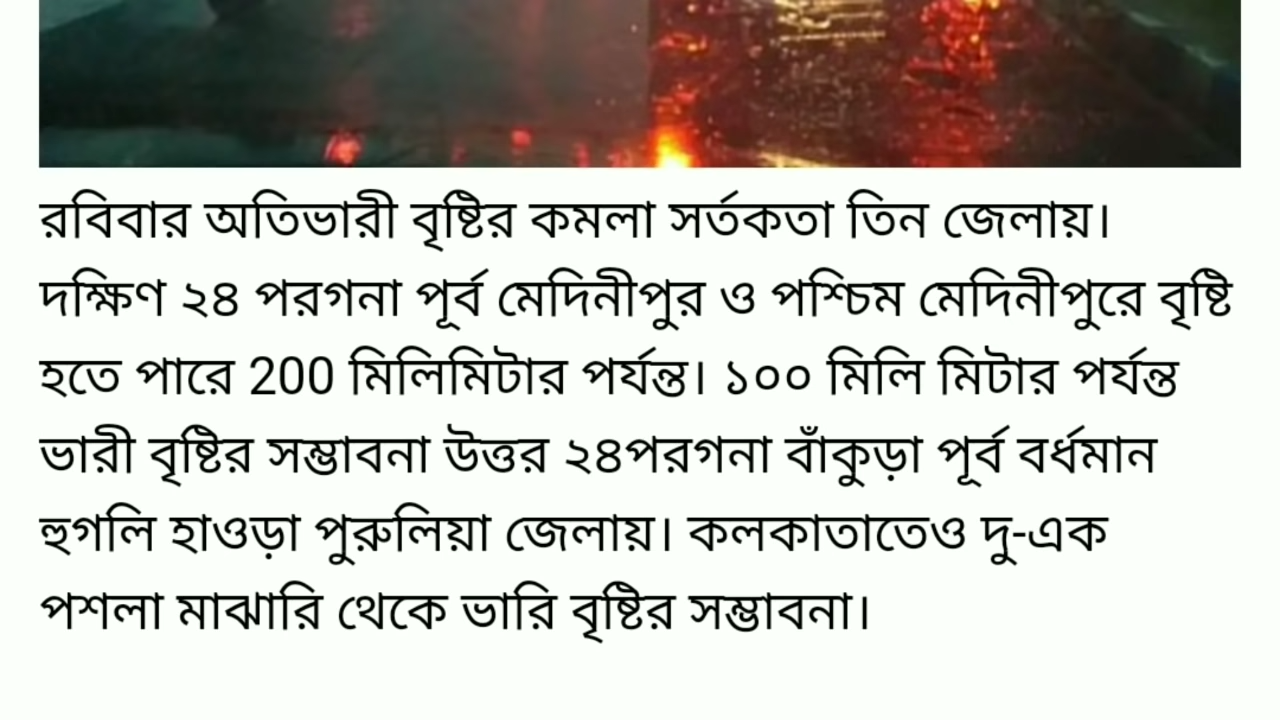 রবিবার অতিভারী বৃষ্টির কমলা সর্তকতা তিন জেলায়।
দক্ষিণ ২৪ পরগনা পূর্ব মেদিনীপুর ও পশ্চিম মেদিনীপুরে বৃষ্টি
হতে পারে 200 মিলিমিটার পর্যন্ত। ১০০ মিলি মিটার পর্যন্ত
ভারী বৃষ্টির সম্ভাবনা উত্তর ২৪পরগনা বাঁকুড়া পূর্ব বর্ধমান
হুগলি হাওড়া পুরুলিয়া জেলায়। কলকাতাতেও দু-এক
পশলা মাঝারি থেকে ভারি বৃষ্টির সম্ভাবনা।